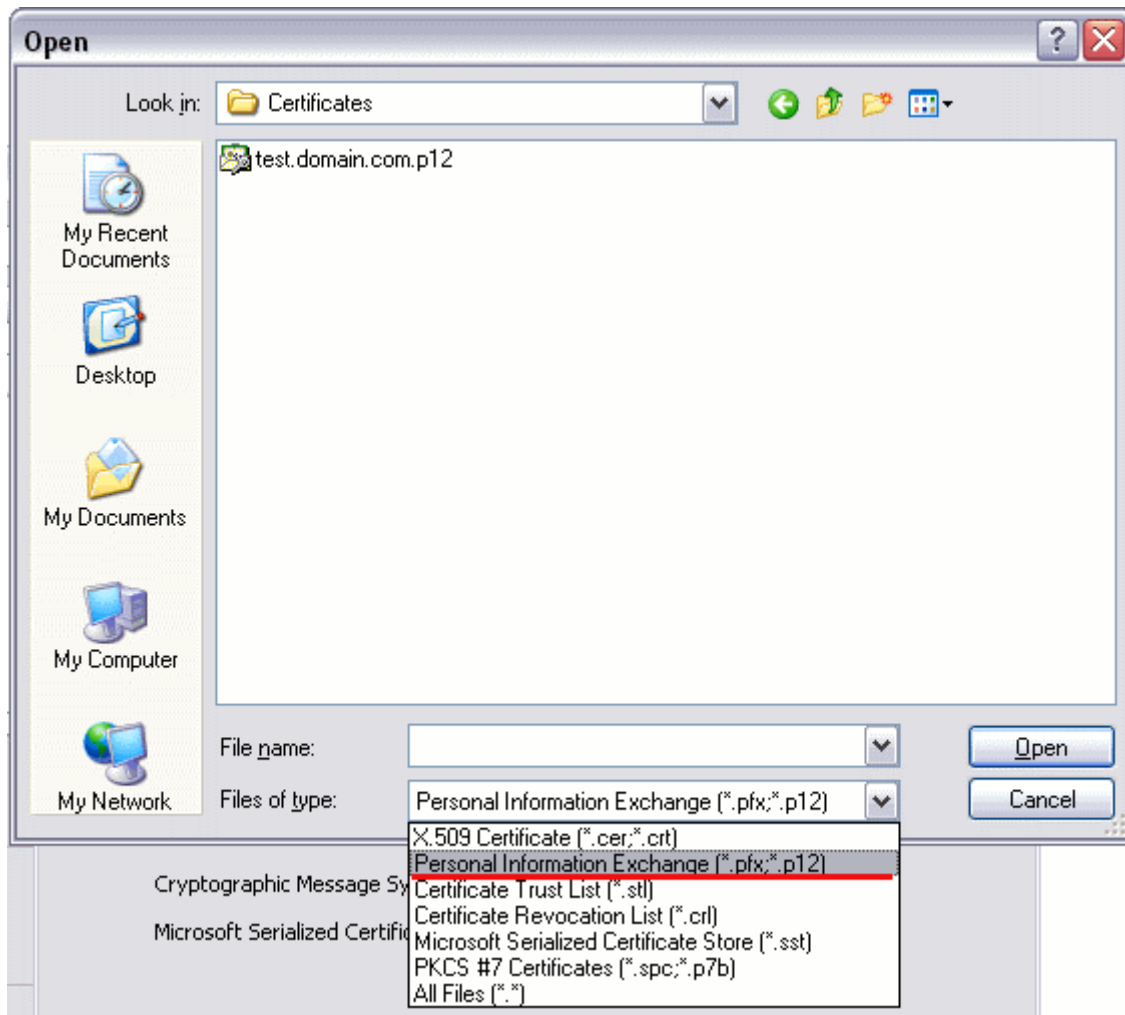 Open
Look in: Certificates
test.domain.com.p12
My Recent
Documents
Desktop
My Documents
My Computer
My Network
File name:
Open
Files of type: Personal Information Exchange (*.pfx;*.p12)
Cancel
X.509 Certificate (*.cer;*.crt)
Personal Information Exchange (*.pfx;*.p12)
Certificate Trust List (*.stl)
Certificate Revocation List (*.crl)
Microsoft Serialized Certificate Store (*.sst)
PKCS #7 Certificates (*.spc;*.p7b)
All Files (*.*)
Cryptographic Message Sy
Microsoft Serialized Certific